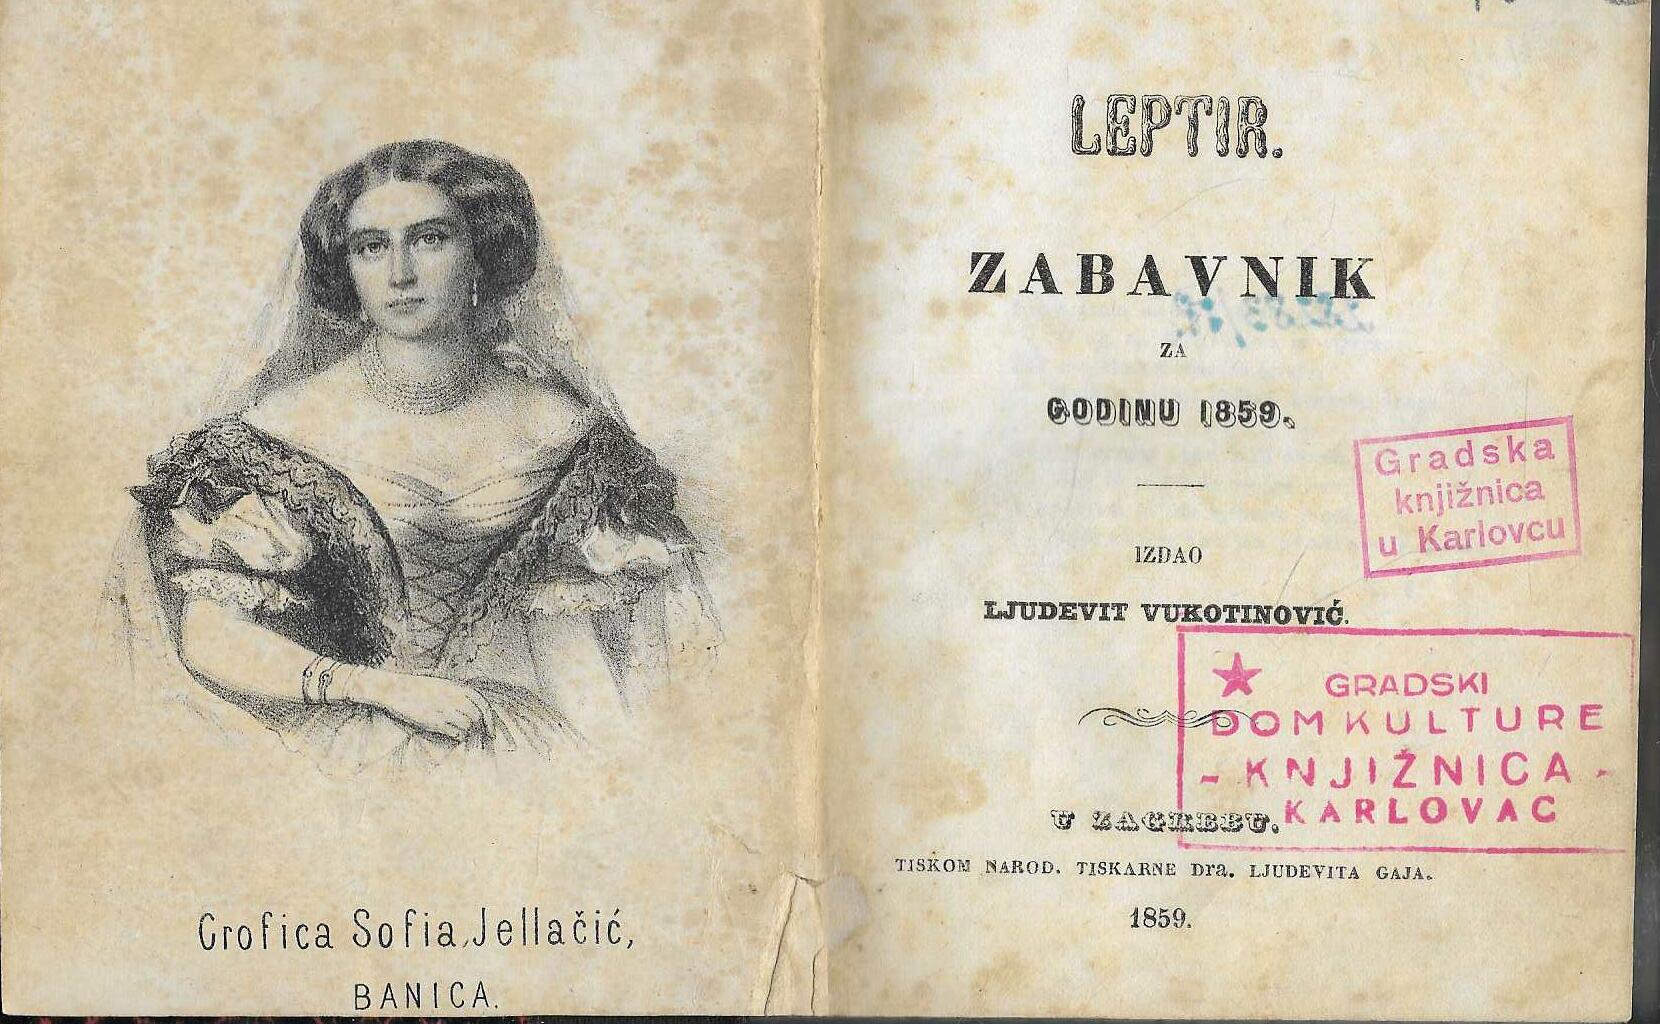 Grofica Sofia Jellačić,
BANICA.
LEPTIR.
ZABAVNIK
ZA
GODINU 1859.
IZDAO
LJUDEVIT VUKOTINOVIĆ.
U ZAGREBU.
TISKOM NAROD. TISKARNE Dra. LJUDEVITA GAJA.
1859.
Gradska
knjižnica
u Karlovcu
GRADSKI
DOM KULTURE
- KNJIŽNICA -
KARLOVAC